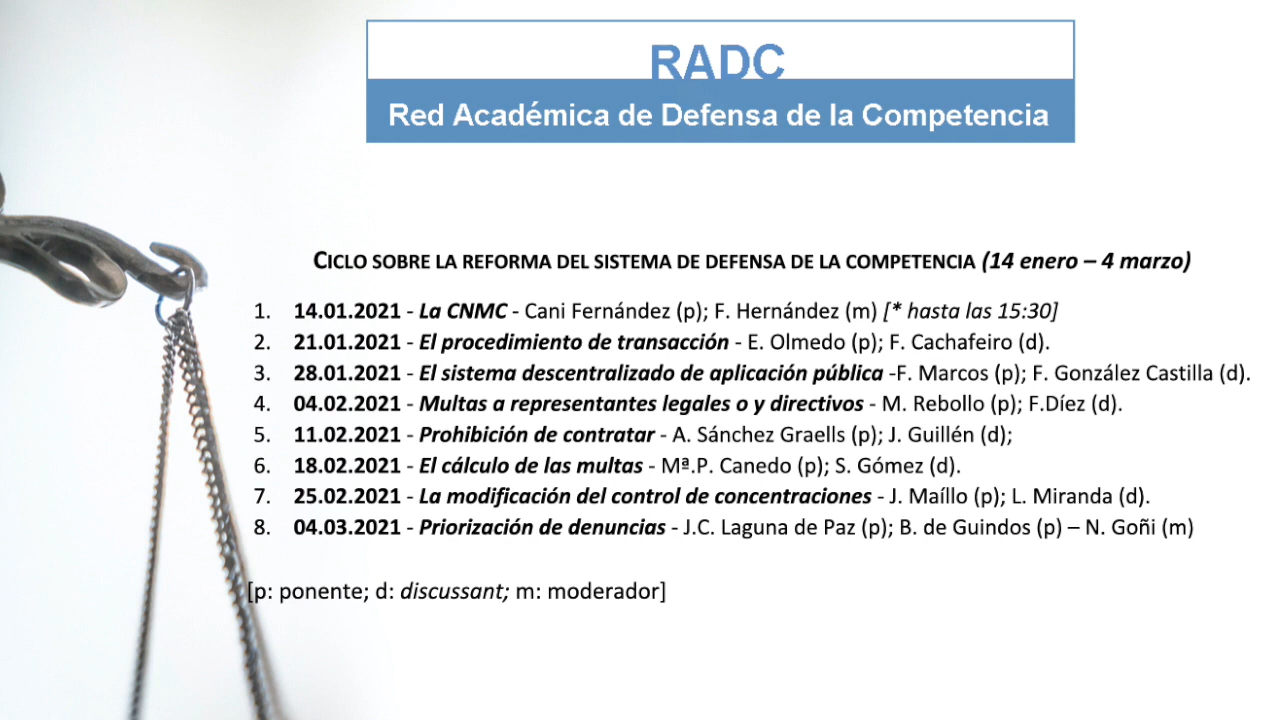 RADC
Red Académica de Defensa de la Competencia
CICLO SOBRE LA REFORMA DEL SISTEMA DE DEFENSA DE LA COMPETENCIA (14 enero – 4 marzo)
1. 14.01.2021 - La CNMC - Cani Fernández (p); F. Hernández (m) [* hasta las 15:30]
2. 21.01.2021 - El procedimiento de transacción - E. Olmedo (p); F. Cachafeiro (d).
3. 28.01.2021 - El sistema descentralizado de aplicación pública -F. Marcos (p); F. González Castilla (d).
4. 04.02.2021 - Multas a representantes legales o y directivos - M. Rebollo (p); F.Díez (d).
5. 11.02.2021 - Prohibición de contratar - A. Sánchez Graells (p); J. Guillén (d);
6. 18.02.2021 - El cálculo de las multas - Mª.P. Canedo (p); S. Gómez (d).
7. 25.02.2021 - La modificación del control de concentraciones - J. Maíllo (p); L. Miranda (d).
8. 04.03.2021 - Priorización de denuncias - J.C. Laguna de Paz (p); B. de Guindos (p) – N. Goñi (m)
[p: ponente; d: discussant; m: moderador]